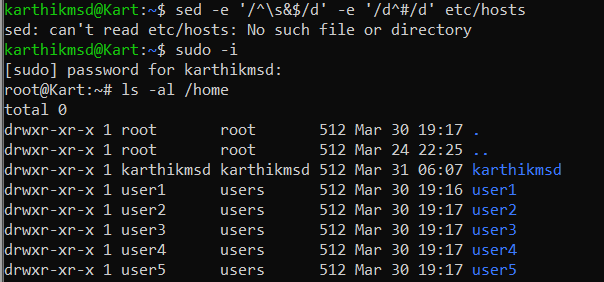 karthikmsd@Kart:~$ sed -e '/^\s&$/d' -e '/d^#/d' etc/hosts
sed: can't read etc/hosts: No such file or directory
karthikmsd@Kart:~$ sudo -i
[sudo] password for karthikmsd:
root@Kart:~# ls -al /home
total 0
drwxr-xr-x 1 root       root       512 Mar 30 19:17 .
drwxr-xr-x 1 root       root       512 Mar 24 22:25 ..
drwxr-xr-x 1 karthikmsd karthikmsd 512 Mar 31 06:07 karthikmsd
drwxr-xr-x 1 user1      users      512 Mar 30 19:16 user1
drwxr-xr-x 1 user2      users      512 Mar 30 19:17 user2
drwxr-xr-x 1 user3      users      512 Mar 30 19:17 user3
drwxr-xr-x 1 user4      users      512 Mar 30 19:17 user4
drwxr-xr-x 1 user5      users      512 Mar 30 19:17 user5